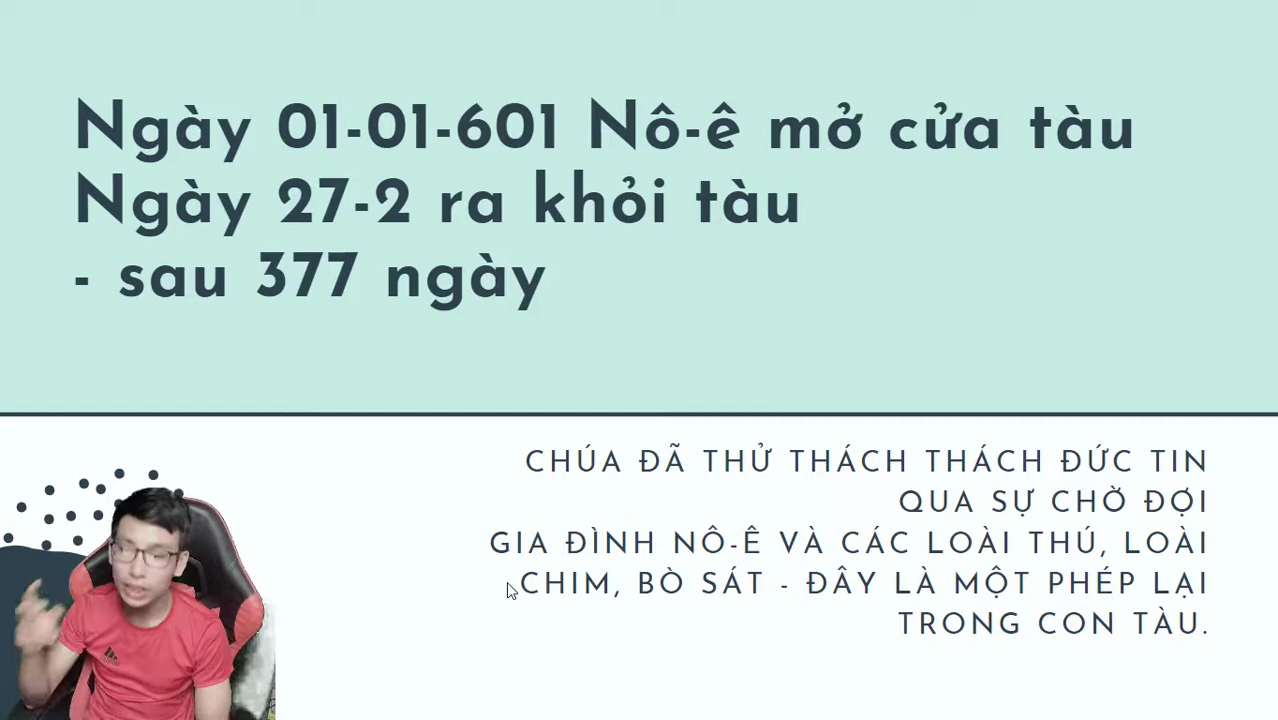 Ngày 01-01-601 Nô-ê mở cửa tàu
Ngày 27-2 ra khỏi tàu
- sau 377 ngày
CHÚA ĐÃ THỬ THÁCH THÁCH ĐỨC TIN
QUA SỰ CHỜ ĐỢI
GIA ĐÌNH NÔ-Ê VÀ CÁC LOÀI THÚ, LOÀI
CHIM, BÒ SÁT - ĐÂY LÀ MỘT PHÉP LẠI
TRONG CON TÀU.